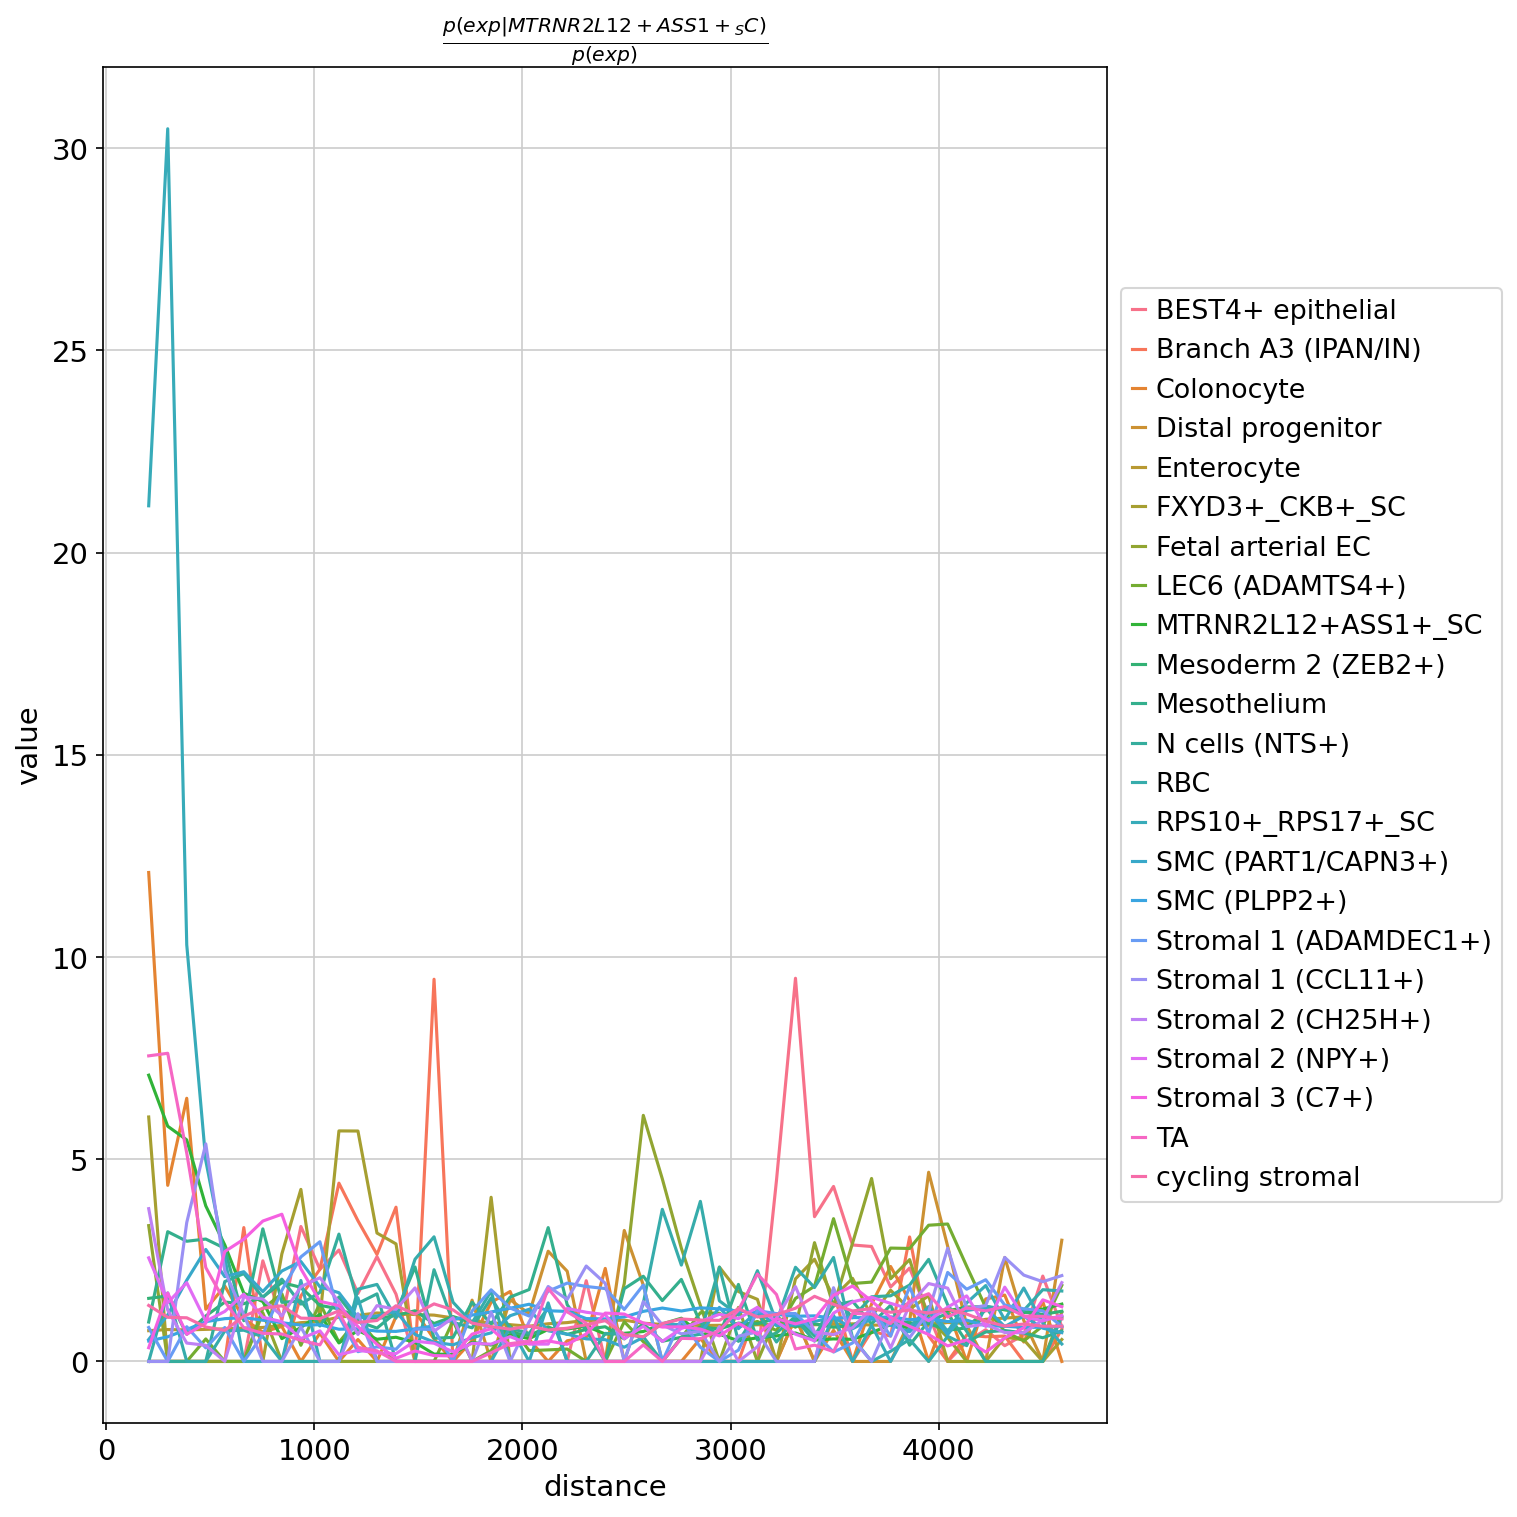 p(exp|MTRNR2L12 + ASS1 + SC)
p(exp)
30
25
20
15
10
5
0
value
0 1000 2000 3000 4000
distance
BEST4+ epithelial
Branch A3 (IPAN/IN)
Colonocyte
Distal progenitor
Enterocyte
FXYD3+_CKB+_SC
Fetal arterial EC
LEC6 (ADAMTS4+)
MTRNR2L12+ASS1+_SC
Mesoderm 2 (ZEB2+)
Mesothelium
N cells (NTS+)
RBC
RPS10+_RPS17+_SC
SMC (PART1/CAPN3+)
SMC (PLPP2+)
Stromal 1 (ADAMDEC1+)
Stromal 1 (CCL11+)
Stromal 2 (CH25H+)
Stromal 2 (NPY+)
Stromal 3 (C7+)
TA
cycling stromal